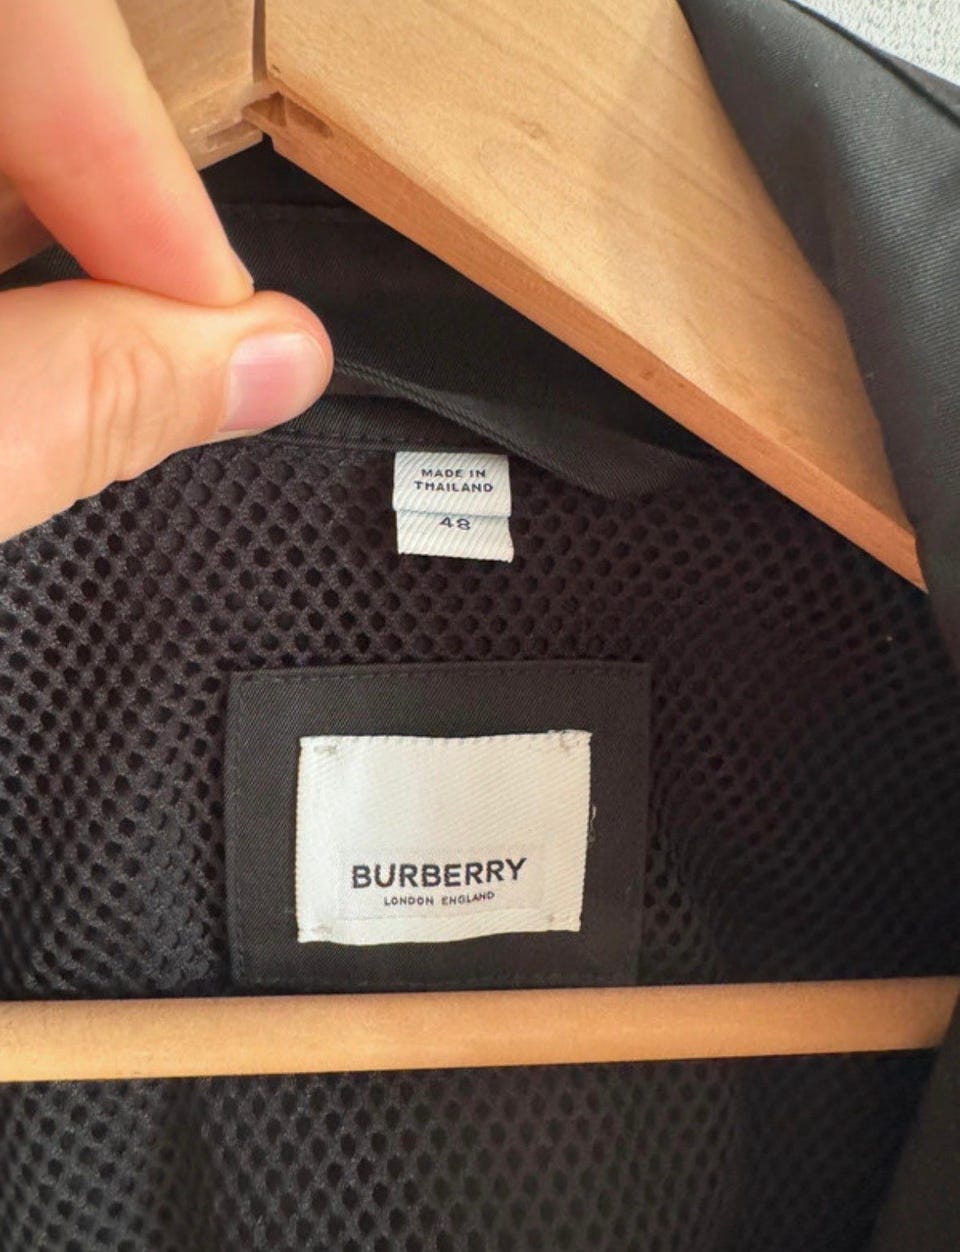 MADE IN
THAILAND
48
BURBERRY
LONDON ENGLAND